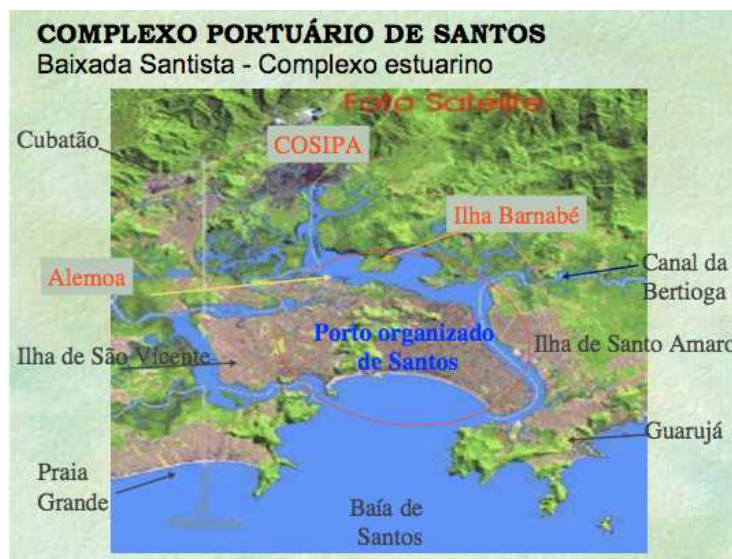 COMPLEXO PORTUÁRIO DE SANTOS
Baixada Santista - Complexo estuarino
Foto Satélite
Cubatão
COSIPA
Ilha Barnabé
Alemoa
Canal da
Bertioga
Porto organizado
de Santos
Ilha de São Vicente
Ilha de Santo Amaro
Guarujá
Praia
Grande
Baía de
Santos